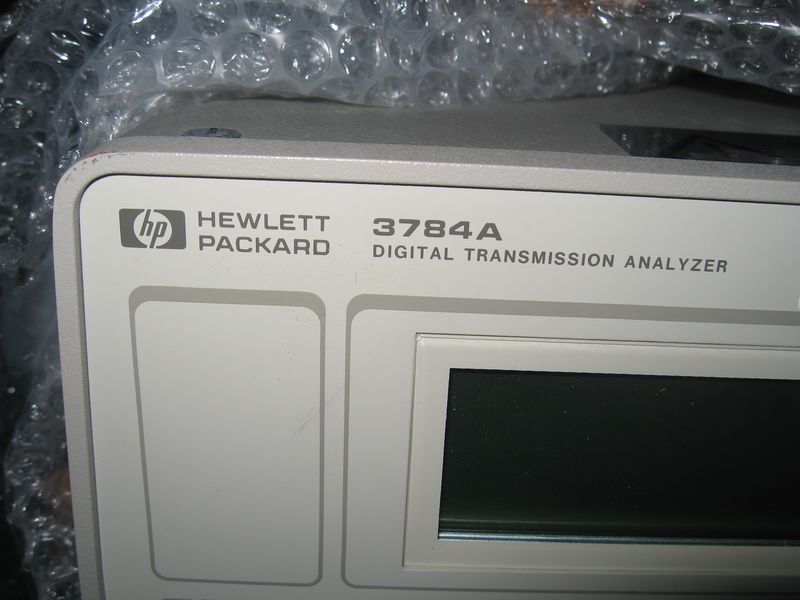 hp HEWLETT
PACKARD
3784A
DIGITAL TRANSMISSION ANALYZER